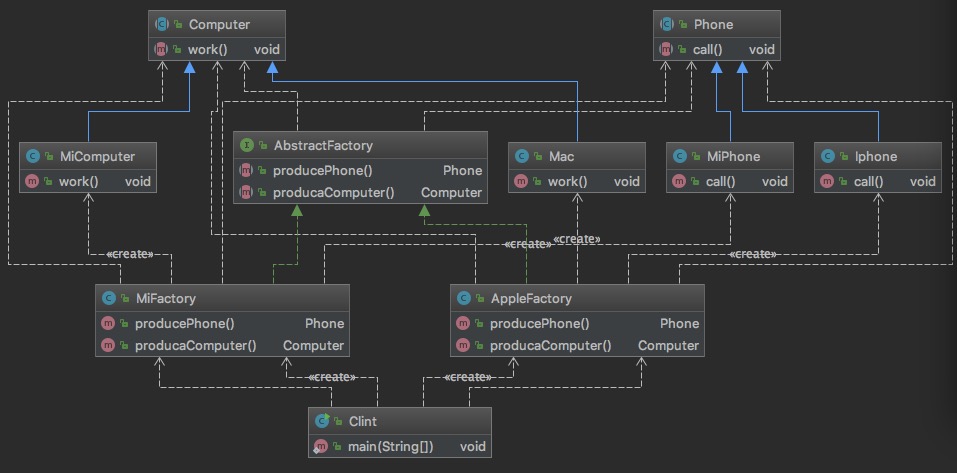 Computer
work() void
Phone
call() void
MiComputer
work() void
AbstractFactory
producePhone() Phone
producaComputer() Computer
Mac
work() void
MiPhone
call() void
Iphone
call() void
«create»
«create»
«create»
«create»
MiFactory
producePhone() Phone
producaComputer() Computer
AppleFactory
producePhone() Phone
producaComputer() Computer
«create»
«create»
Clint
main(String[]) void